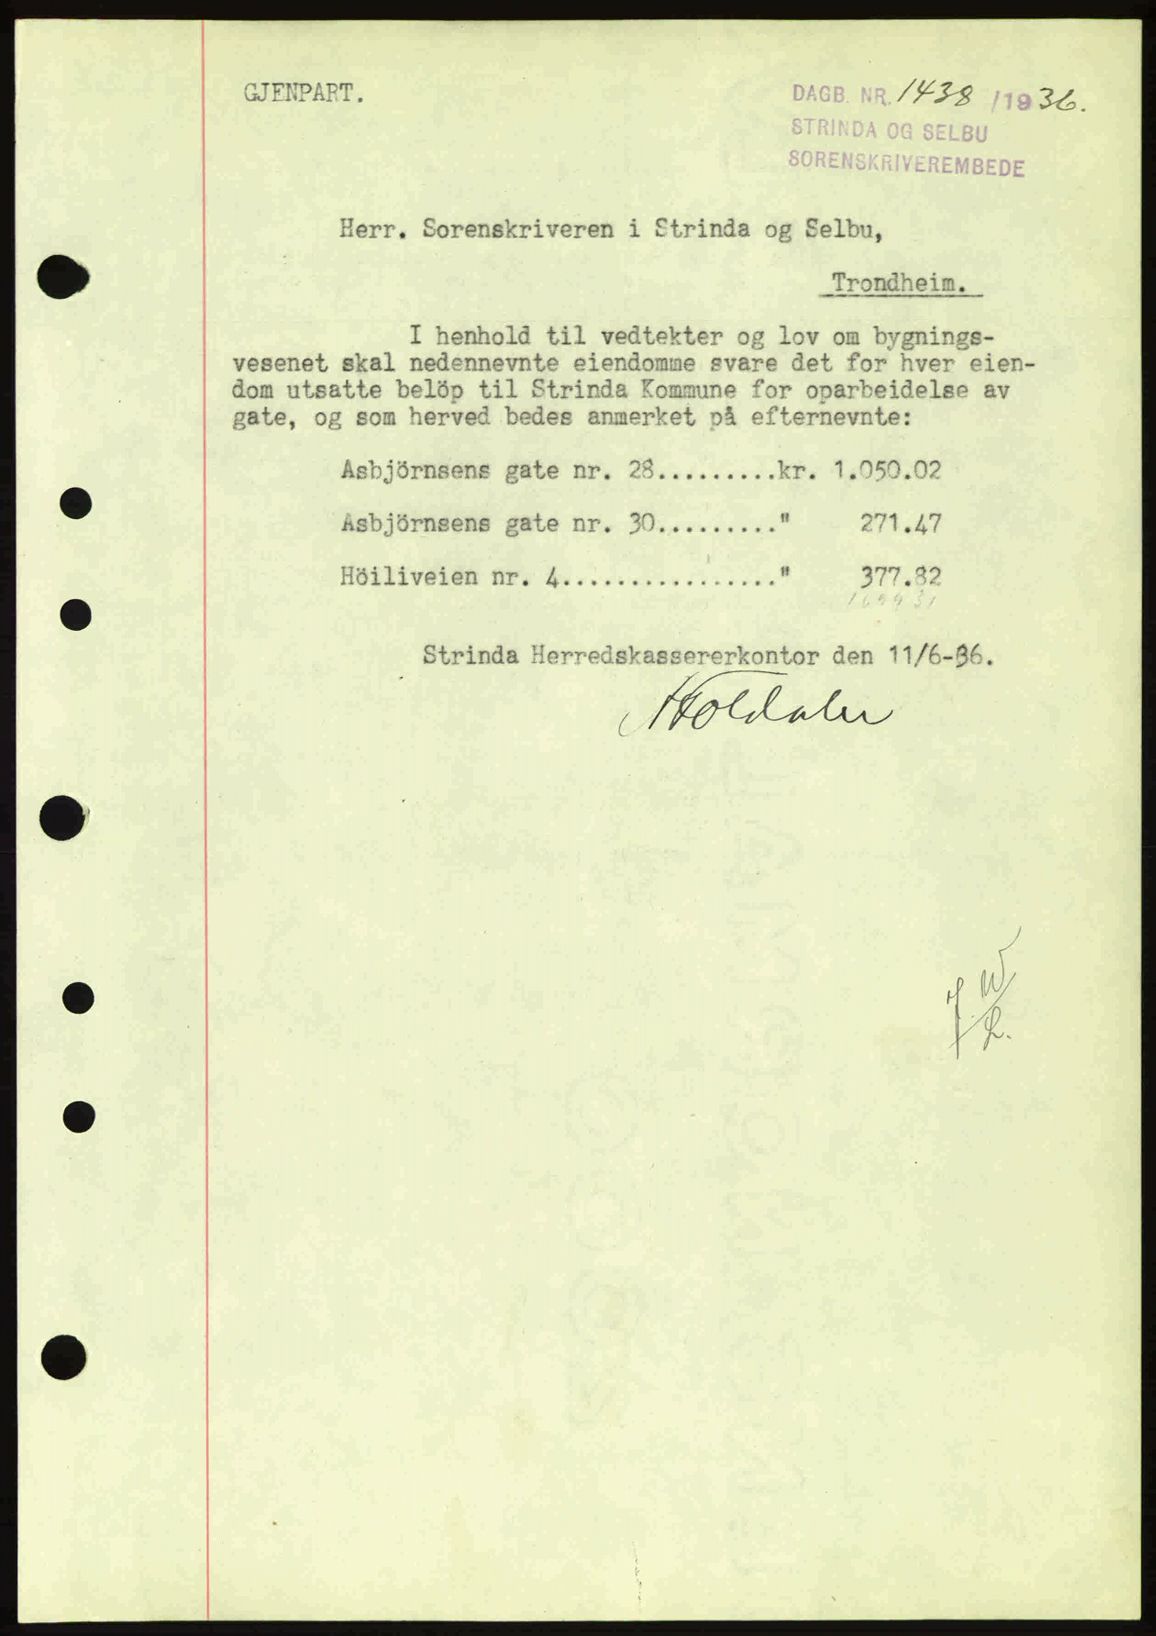 GJENPART.
DAGB. NR. 1438 /1936.
STRINDA OG SELBU
SORENSKRIVEREMBEDE
Herr. Sorenskriveren i Strinda og Selbu,
Trondheim.
I henhold til vedtekter og lov om bygnings-
vesenet skal nedennevnte eiendomme svare det for hver eien-
dom utsatte belöp til Strinda Kommune for oparbeidelse av
gate, og som herved bedes anmerket på efternevnte:
Asbjörnsens gate nr. 28..........kr. 1.050.02
Asbjörnsens gate nr. 30.........." 271.47
Höiliveien nr. 4................." 377.82
1699 31
Strinda Herredskassererkontor den 11/6-36.